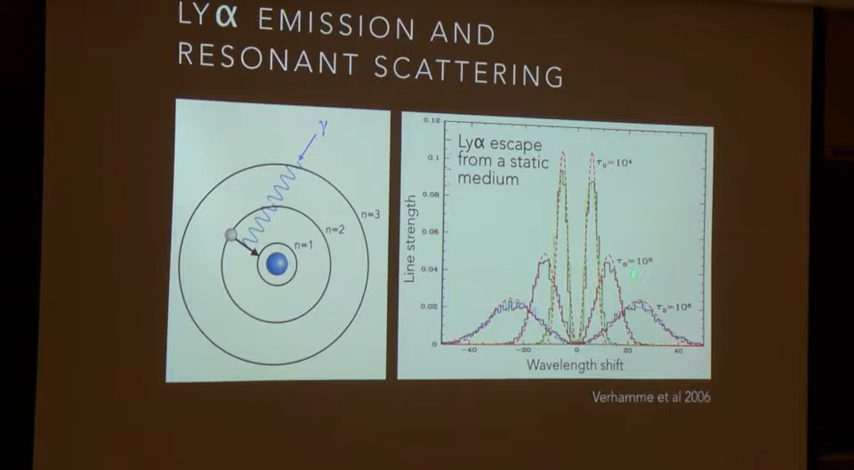 LYα EMISSION AND
RESONANT SCATTERING
γ
n=3
n=2
n=1
Lyα escape
from a static
medium
Line strength
0.12
0.1
0.08
0.06
0.04
0.02
0
τ₀=10⁴
τ₀=10⁵
τ₀=10⁶
-40
-20
0
20
40
Wavelength shift
Verhamme et al 2006